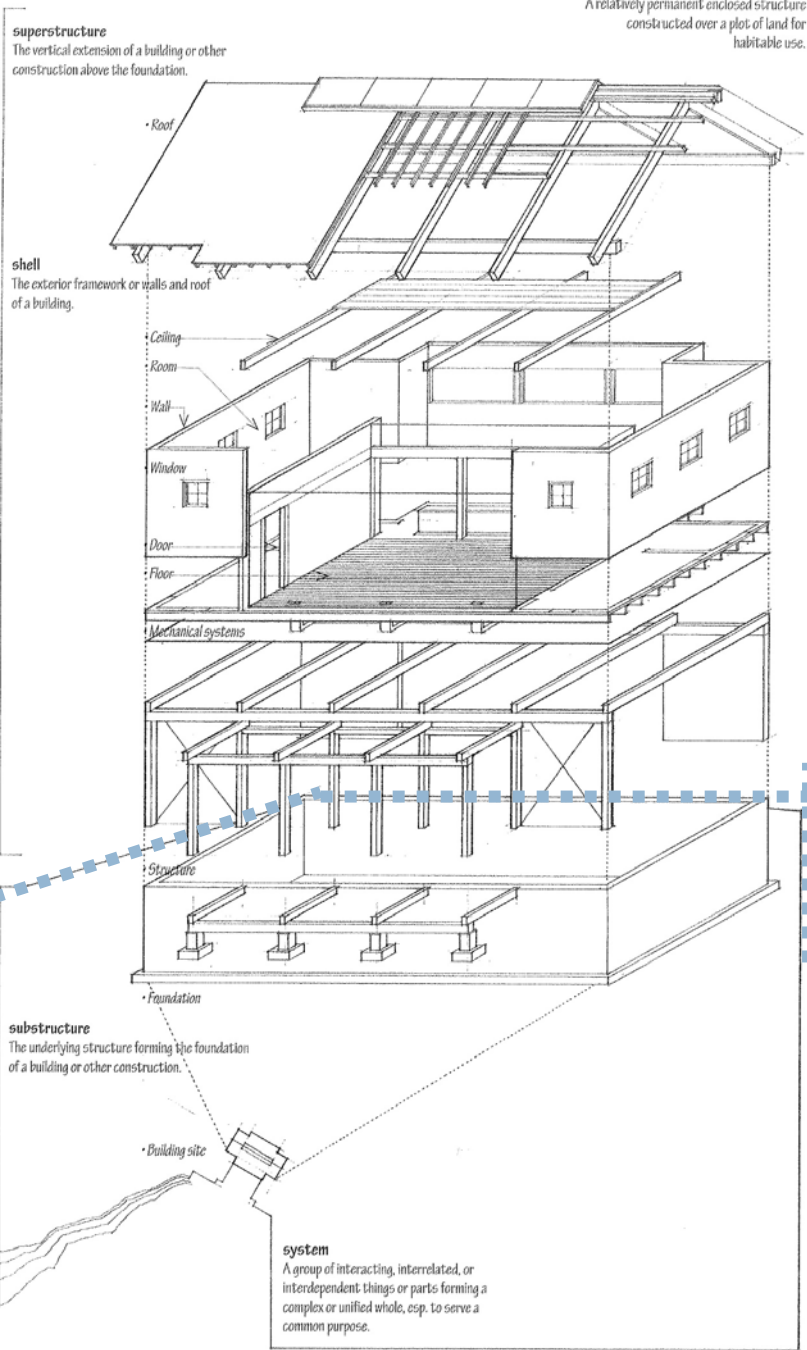 A relatively permanent enclosed structure
constructed over a plot of land for
habitable use.
superstructure
The vertical extension of a building or other
construction above the foundation.
• Roof
shell
The exterior framework or walls and roof
of a building.
• Ceiling
• Room
• Wall
• Window
• Door
• Floor
• Mechanical systems
• Structure
• Foundation
substructure
The underlying structure forming the foundation
of a building or other construction.
• Building site
system
A group of interacting, interrelated, or
interdependent things or parts forming a
complex or unified whole, esp. to serve a
common purpose.